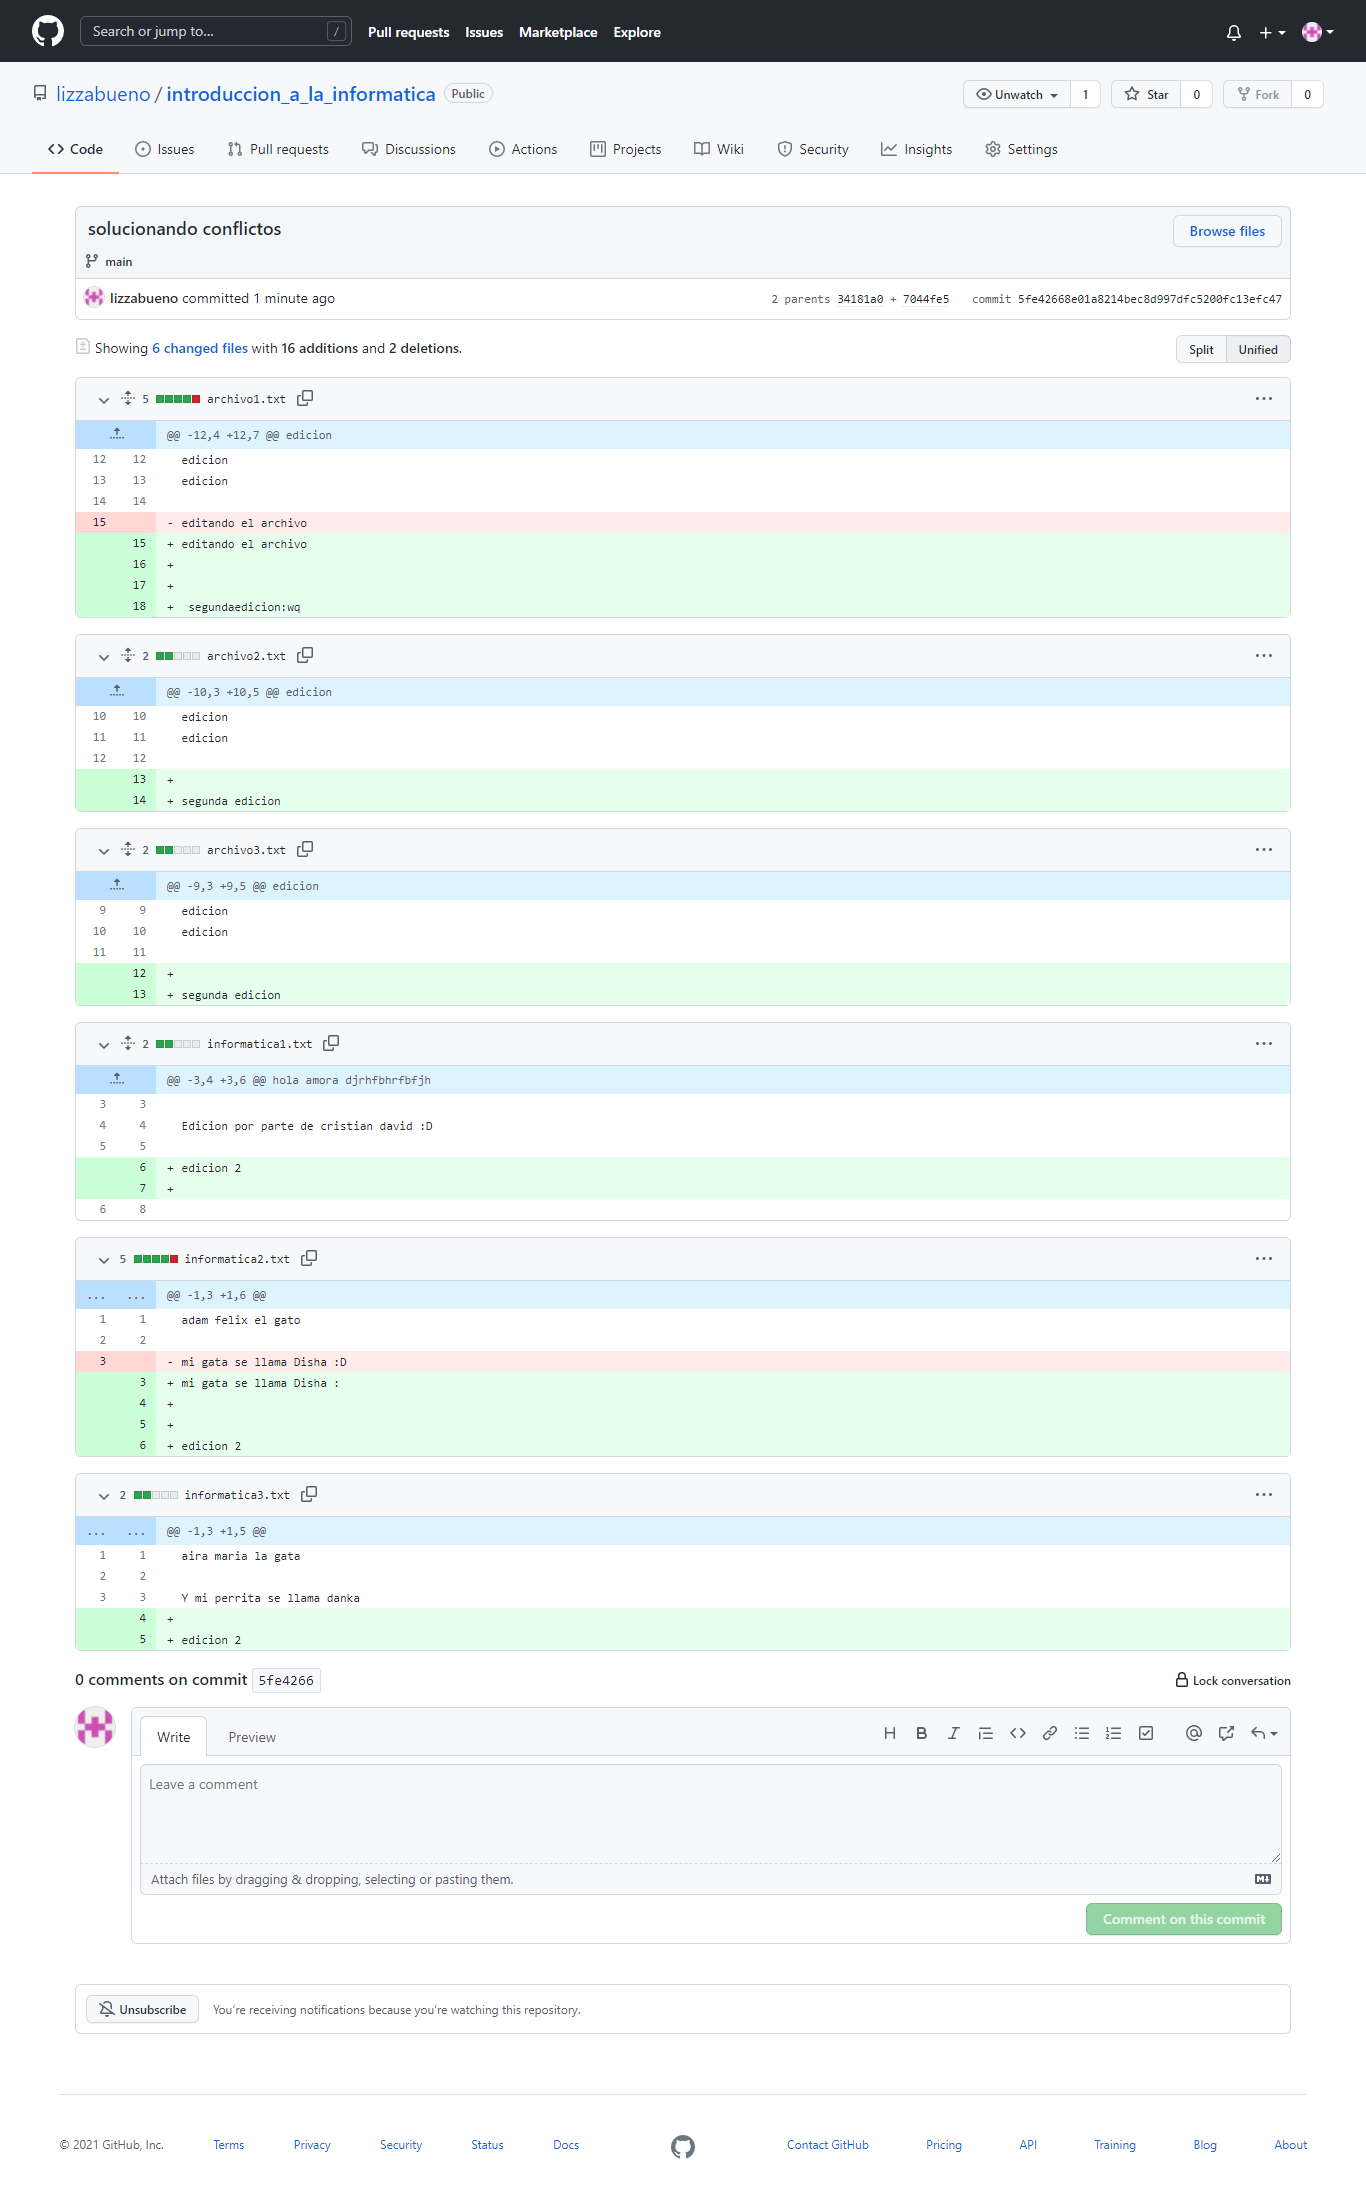 Search or jump to... /
Pull requests Issues Marketplace Explore
lizzabueno / introduccion_a_la_informatica Public
Unwatch 1 Star 0 Fork 0
Code Issues Pull requests Discussions Actions Projects Wiki Security Insights Settings
solucionando conflictos
Browse files
main
lizzabueno committed 1 minute ago
2 parents 34181a0 + 7044fe5 commit 5fe42668e01a8214bec8d997dfc5200fc13efc47
Showing 6 changed files with 16 additions and 2 deletions.
Split Unified
5 archivo1.txt
@@ -12,4 +12,7 @@ edicion
12 12 edicion
13 13 edicion
14 14
15 - editando el archivo
15 + editando el archivo
16 +
17 +
18 + segundaedicion:wq
2 archivo2.txt
@@ -10,3 +10,5 @@ edicion
10 10 edicion
11 11 edicion
12 12
13 +
14 + segunda edicion
2 archivo3.txt
@@ -9,3 +9,5 @@ edicion
9 9 edicion
10 10 edicion
11 11
12 +
13 + segunda edicion
2 informatica1.txt
@@ -3,4 +3,6 @@ hola amora djrhfbhrfbfjh
3 3
4 4 Edicion por parte de cristian david :D
5 5
6 + edicion 2
7 +
6 8
5 informatica2.txt
... ... @@ -1,3 +1,6 @@
1 1 adam felix el gato
2 2
3 - mi gata se llama Disha :D
3 + mi gata se llama Disha :
4 +
5 +
6 + edicion 2
2 informatica3.txt
... ... @@ -1,3 +1,5 @@
1 1 aira maria la gata
2 2
3 3 Y mi perrita se llama danka
4 +
5 + edicion 2
0 comments on commit 5fe4266
Lock conversation
Write Preview
Leave a comment
Attach files by dragging & dropping, selecting or pasting them.
Comment on this commit
Unsubscribe You're receiving notifications because you're watching this repository.
© 2021 GitHub, Inc. Terms Privacy Security Status Docs Contact GitHub Pricing API Training Blog About